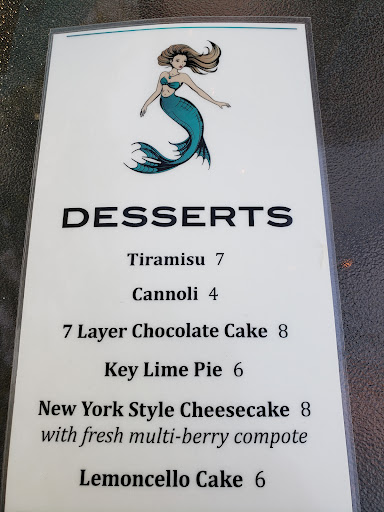 DESSERTS
Tiramisu 7
Cannoli 4
7 Layer Chocolate Cake 8
Key Lime Pie 6
New York Style Cheesecake 8
with fresh multi-berry compote
Lemoncello Cake 6